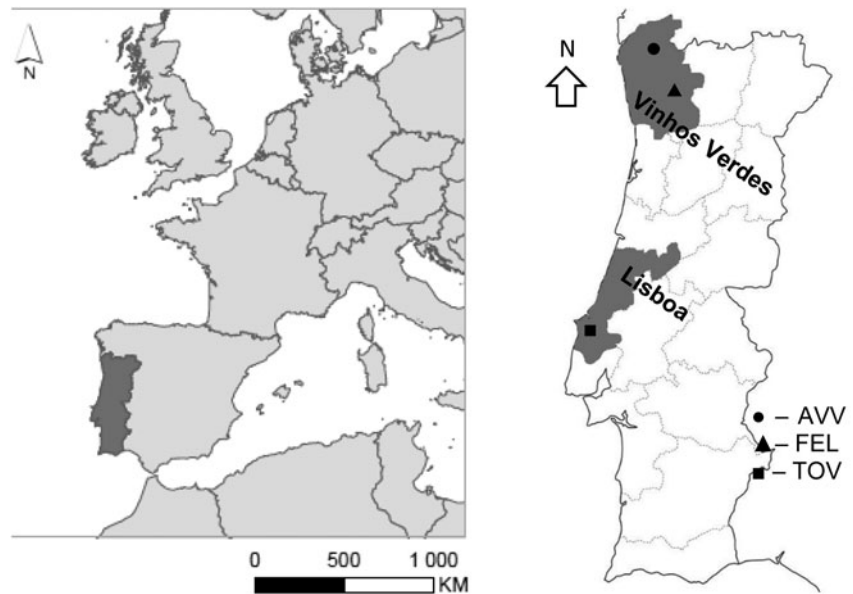 N
0 500 1 000
KM
N
Vinhos Verdes
Lisboa
– AVV
– FEL
– TOV